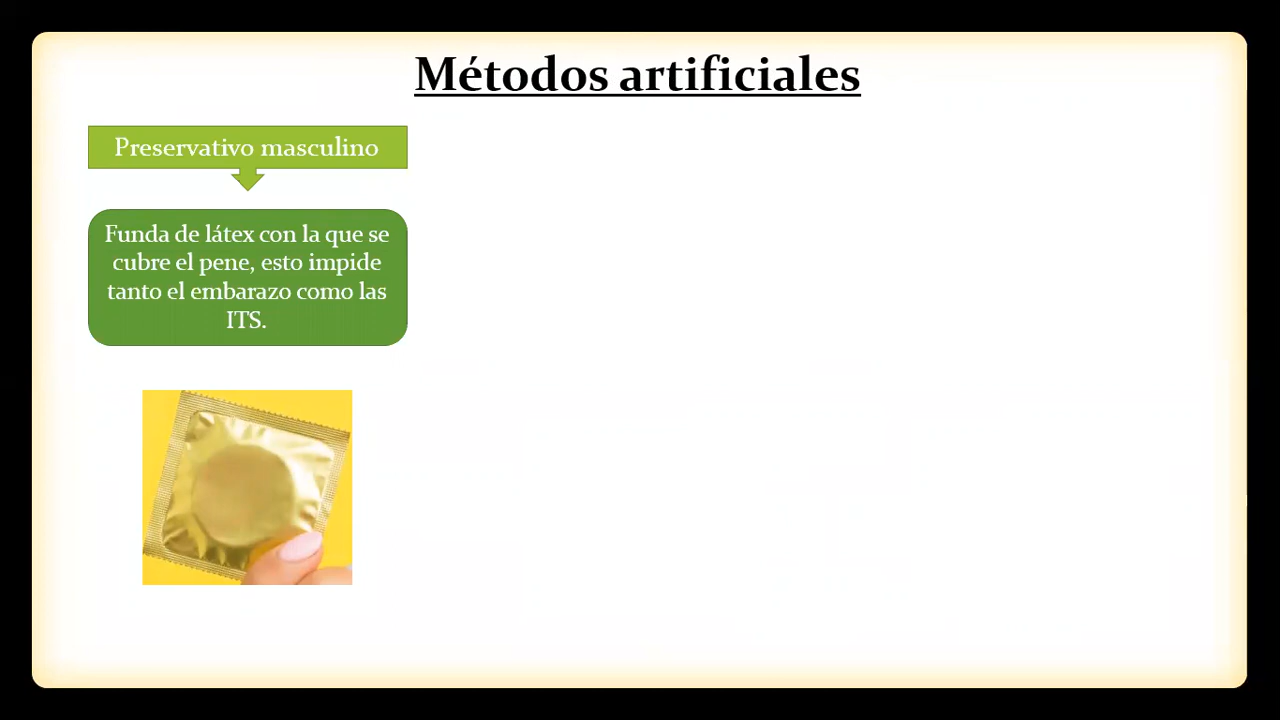 Métodos artificiales
Preservativo masculino
Funda de látex con la que se
cubre el pene, esto impide
tanto el embarazo como las
ITS.